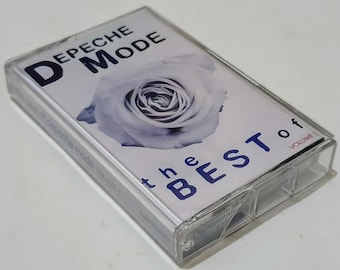 DEPECHE
MODE
the
BEST of
VOLUME